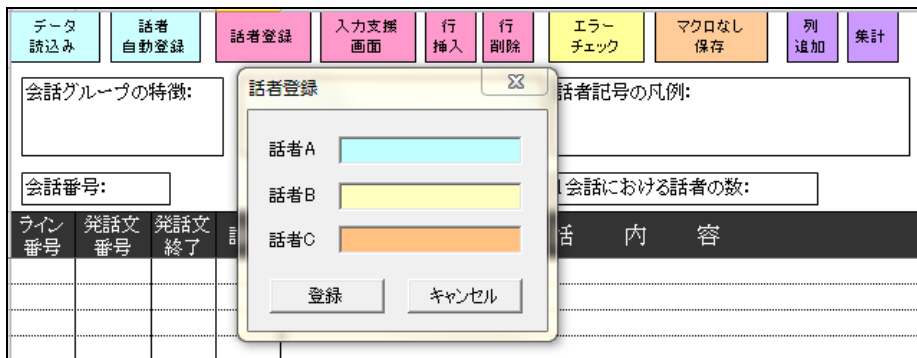 データ
読込み
話者
自動登録
話者登録
入力支援
画面
行
挿入
行
削除
エラー
チェック
マクロなし
保存
列
追加
集計
会話グループの特徴:
話者記号の凡例:
会話番号:
1会話における話者の数:
ライン
番号
発話文
番号
発話文
終了
話
内 容
話者登録
話者A
話者B
話者C
登録
キャンセル